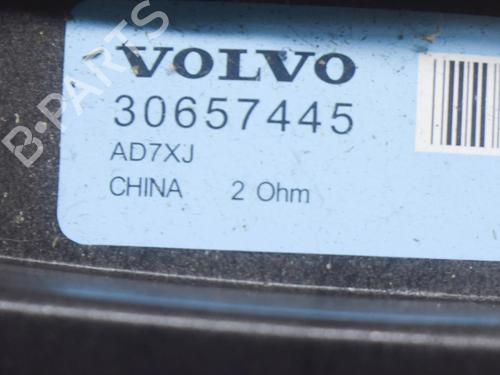 B-PARTS
VOLVO
30657445
AD7XJ
CHINA 2 Ohm